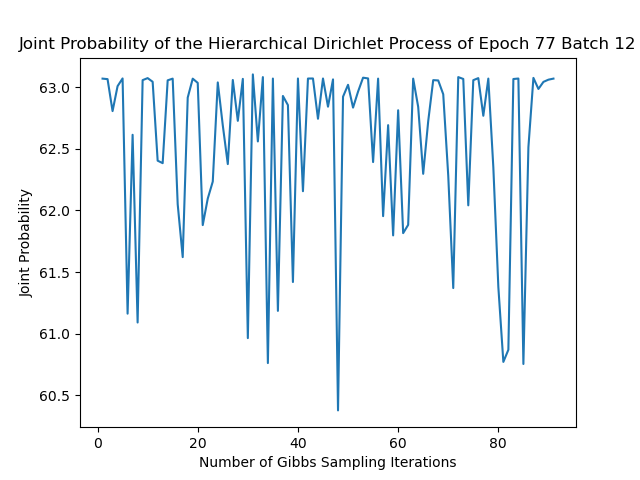 Joint Probability of the Hierarchical Dirichlet Process of Epoch 77 Batch 12
63.0
62.5
62.0
61.5
61.0
60.5
Joint Probability
0 20 40 60 80
Number of Gibbs Sampling Iterations